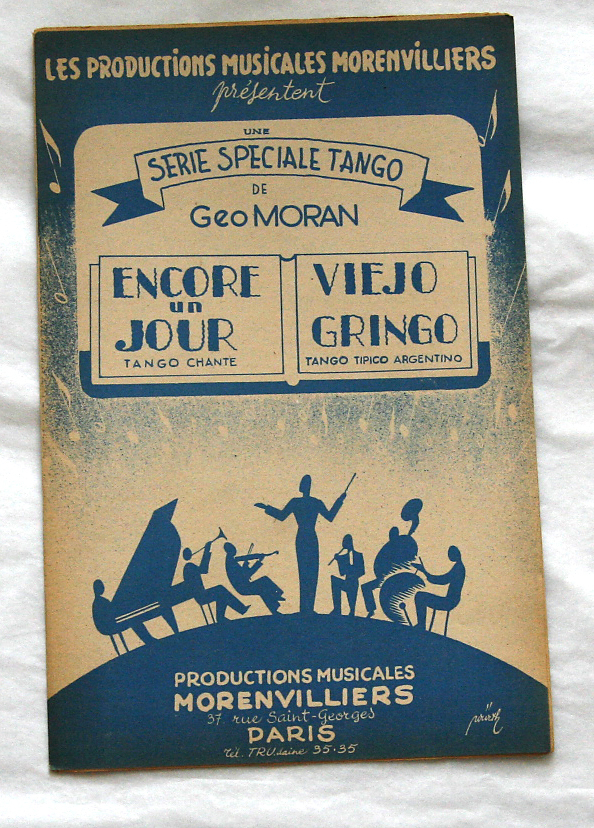 LES PRODUCTIONS MUSICALES MORENVILLIERS
présentent
UNE
SERIE SPECIALE TANGO
DE
Geo MORAN
ENCORE
un
JOUR
TANGO CHANTE
VIEJO
GRINGO
TANGO TIPICO ARGENTINO
PRODUCTIONS MUSICALES
MORENVILLIERS
37 rue Saint-Georges
PARIS
Tél. TRUdaine 35-35